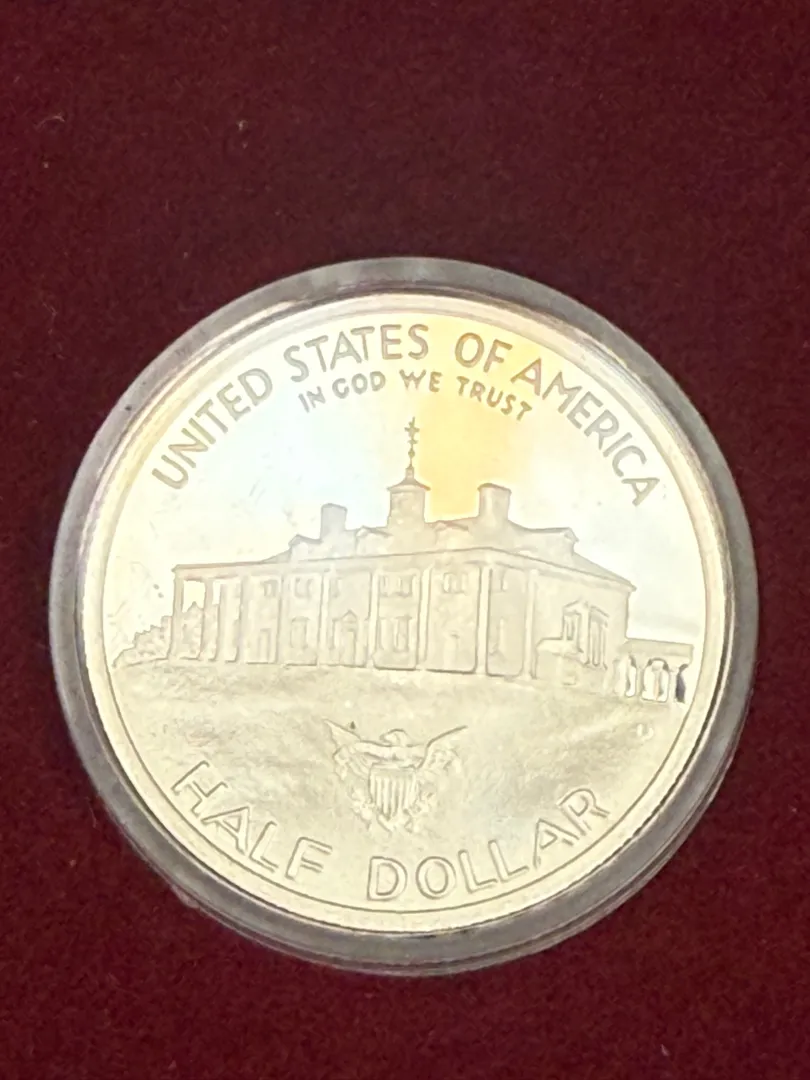 UNITED STATES OF AMERICA
IN GOD WE TRUST
HALF DOLLAR